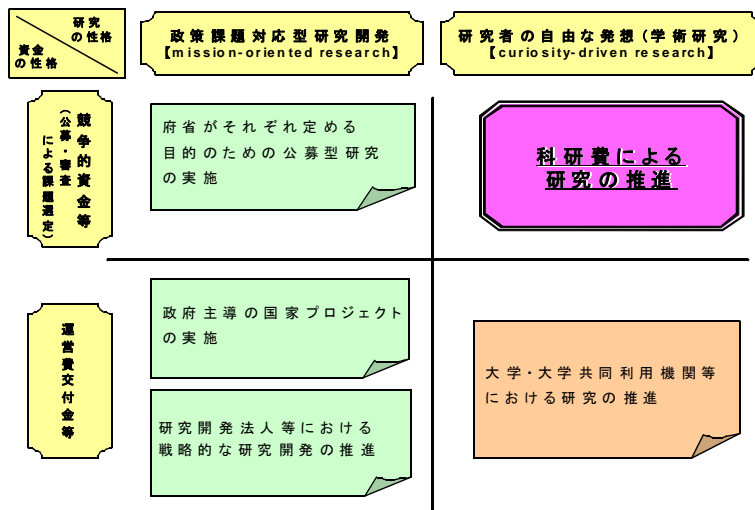 研究
の性格
資金
の性格
政策課題対応型研究開発
【mission-oriented research】
研究者の自由な発想(学術研究)
【curiosity-driven research】
競争的資金等
(公募・審査
による課題選定)
府省がそれぞれ定める
目的のための公募型研究
の実施
科研費による
研究の推進
運営費交付金等
政府主導の国家プロジェクト
の実施
研究開発法人等における
戦略的な研究開発の推進
大学・大学共同利用機関等
における研究の推進